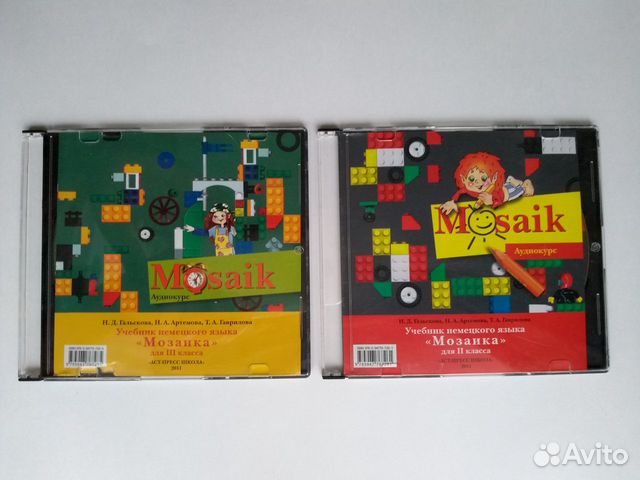 Mosaik
Аудиокурс
Н. Д. Гальскова, Н. А. Артемова, Т. А. Гаврилова
Учебник немецкого языка
«Мозаика»
для III класса
«АСТ-ПРЕСС ШКОЛА»
2011
Mosaik
Аудиокурс
Н. Д. Гальскова, Н. А. Артемова, Т. А. Гаврилова
Учебник немецкого языка
«Мозаика»
для II класса
«АСТ-ПРЕСС ШКОЛА»
Avito